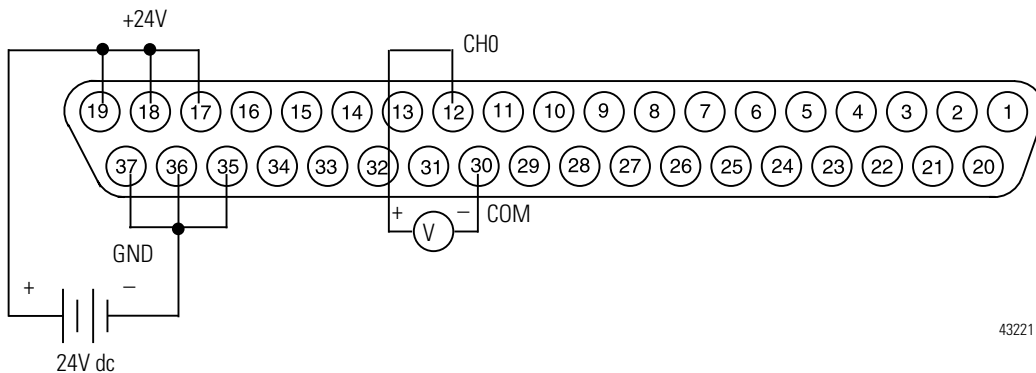 +24V
CH0
19 18 17 16 15 14 13 12 11 10 9 8 7 6 5 4 3 2 1
37 36 35 34 33 32 31 30 29 28 27 26 25 24 23 22 21 20
+ V – COM
GND
+ –
24V dc
43221